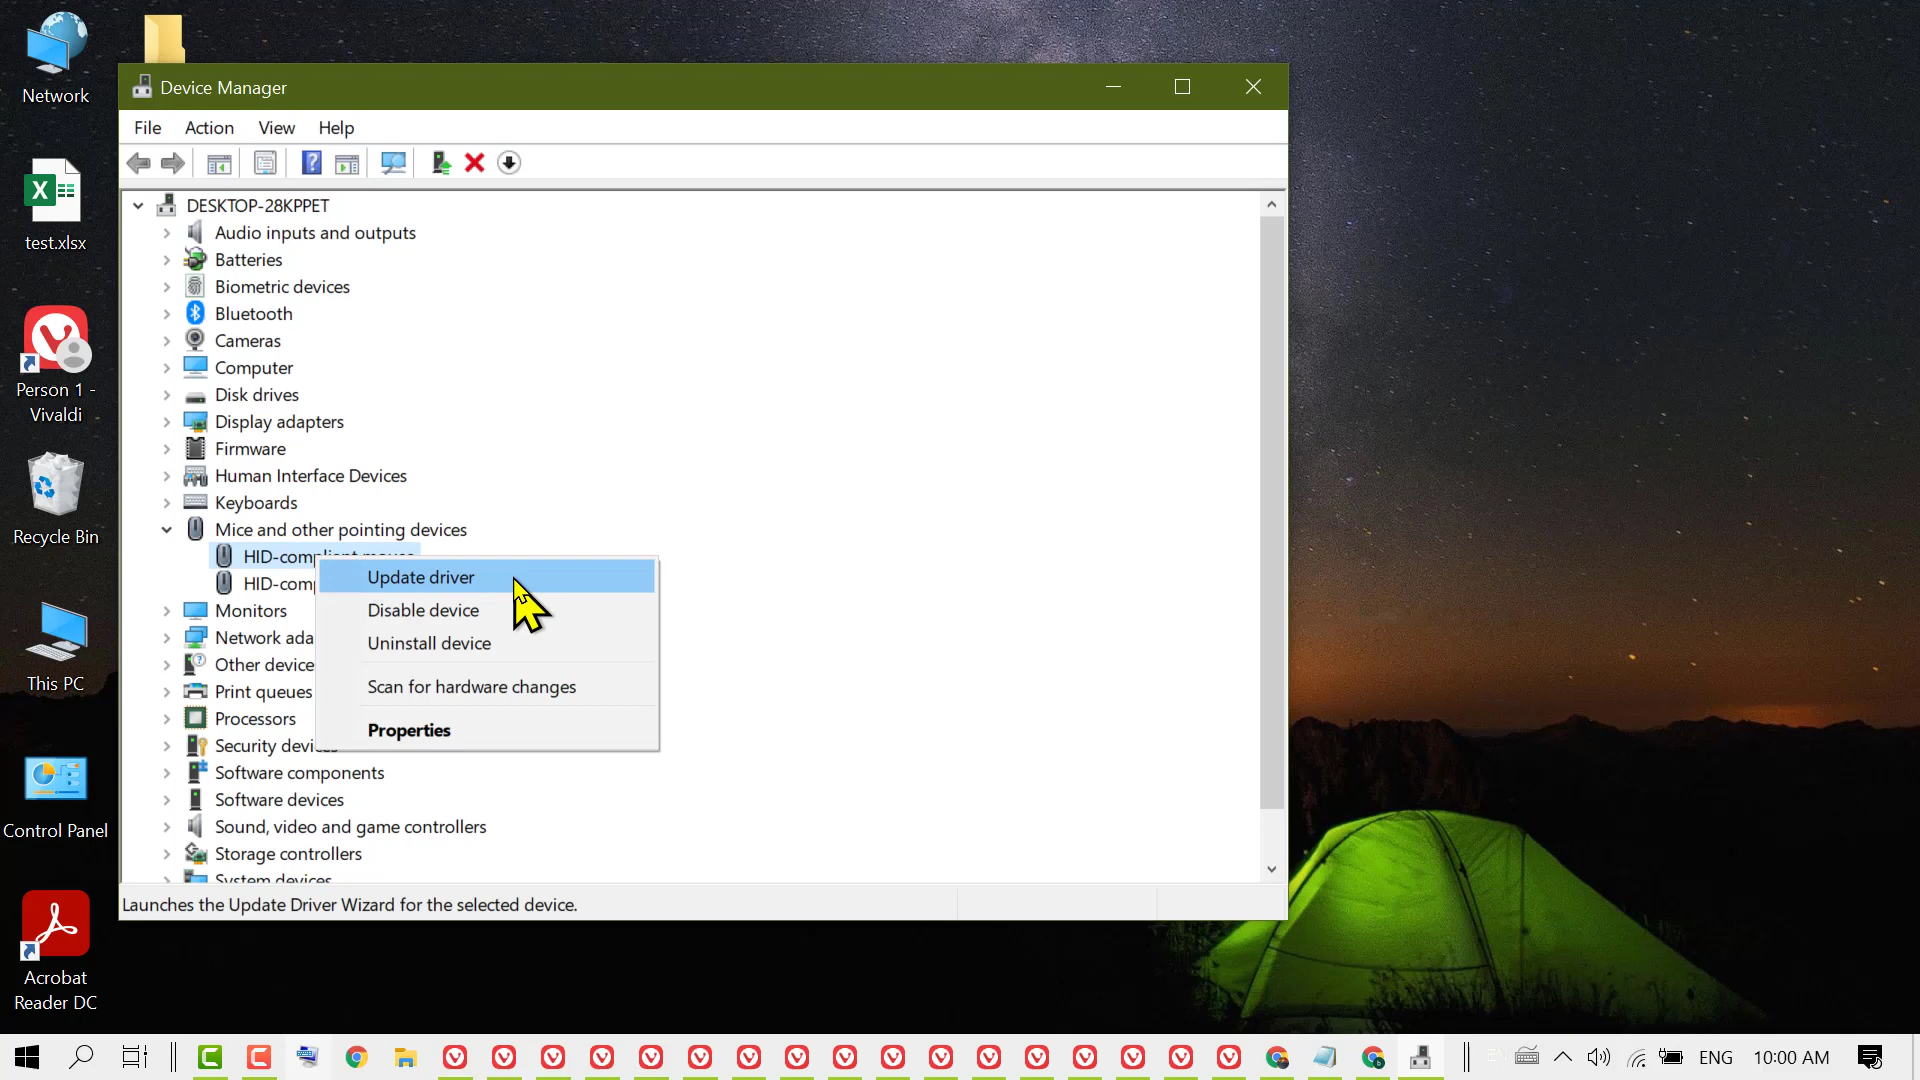 Network
test.xlsx
Person 1 -
Vivaldi
Recycle Bin
This PC
Control Panel
Acrobat
Reader DC
Device Manager
File Action View Help
DESKTOP-28KPPET
Audio inputs and outputs
Batteries
Biometric devices
Bluetooth
Cameras
Computer
Disk drives
Display adapters
Firmware
Human Interface Devices
Keyboards
Mice and other pointing devices
HID-compliant mouse
HID-comp
Monitors
Network ada
Other device
Print queues
Processors
Security devic
Software components
Software devices
Sound, video and game controllers
Storage controllers
System devices
Update driver
Disable device
Uninstall device
Scan for hardware changes
Properties
Launches the Update Driver Wizard for the selected device.
ENG 10:00 AM